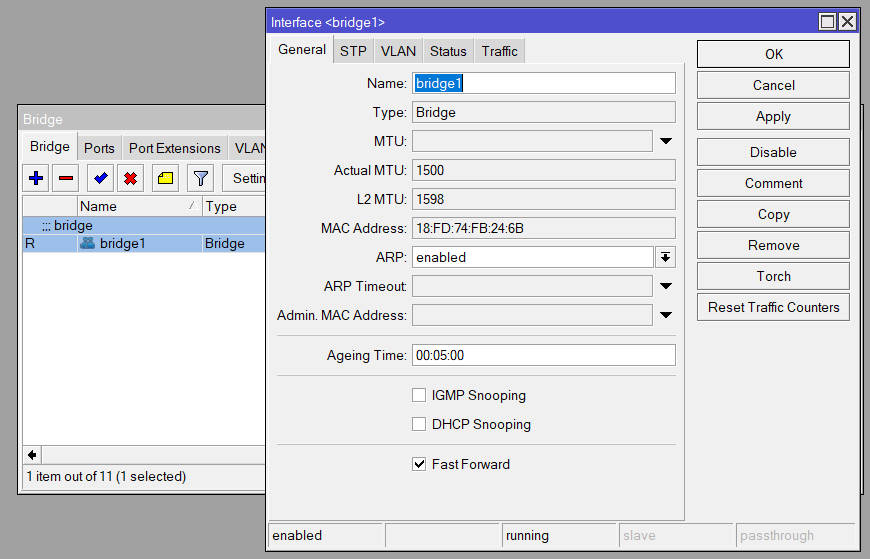 Interface <bridge1>
General STP VLAN Status Traffic
Name: bridge1
Type: Bridge
MTU:
Actual MTU: 1500
L2 MTU: 1598
MAC Address: 18:FD:74:FB:24:6B
ARP: enabled
ARP Timeout:
Admin. MAC Address:
Ageing Time: 00:05:00
IGMP Snooping
DHCP Snooping
Fast Forward
OK
Cancel
Apply
Disable
Comment
Copy
Remove
Torch
Reset Traffic Counters
enabled running slave passthrough
Bridge
Bridge Ports Port Extensions VLAN
Settin
Name Type
;;; bridge
R bridge1 Bridge
1 item out of 11 (1 selected)